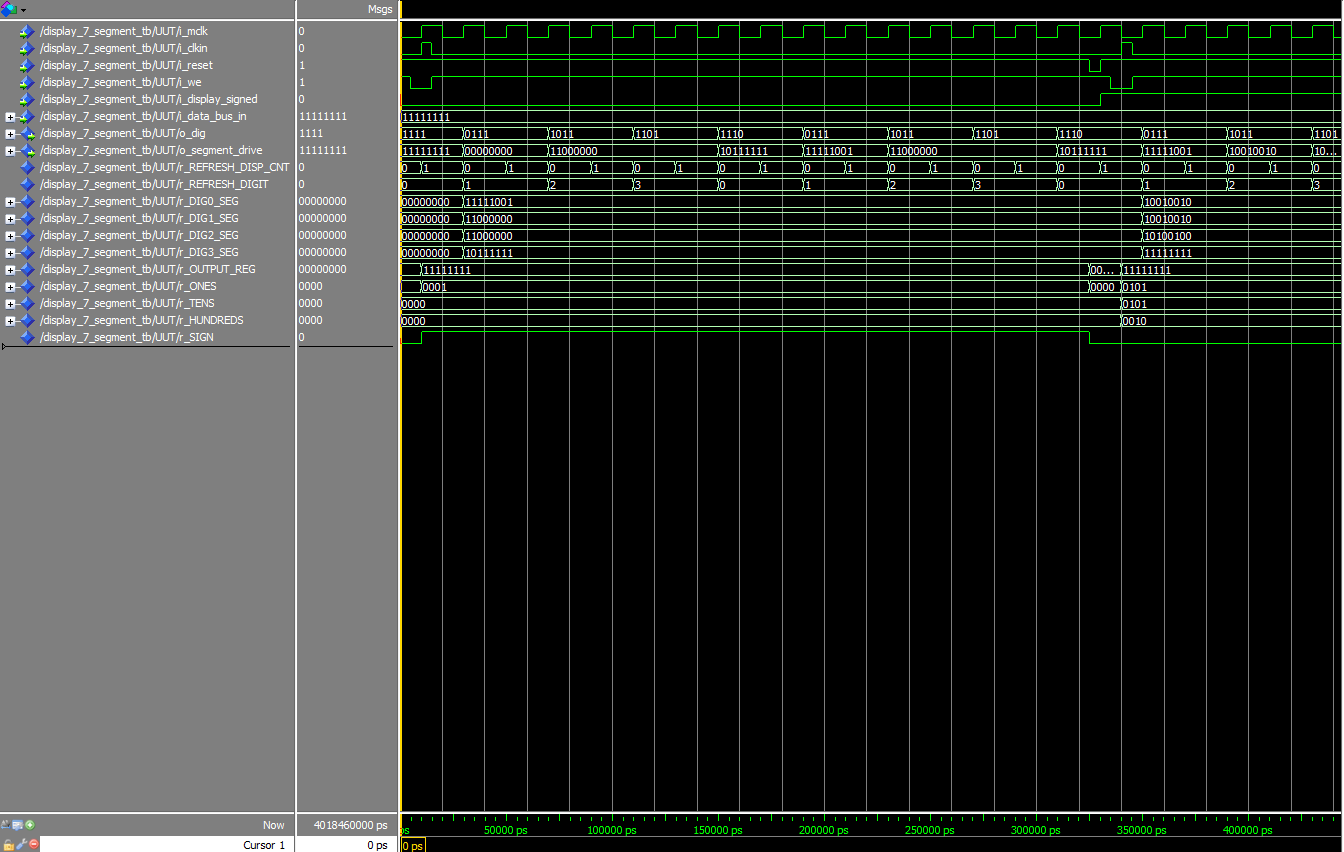 Msgs
/display_7_segment_tb/UUT/i_mclk 0
/display_7_segment_tb/UUT/i_clkin 0
/display_7_segment_tb/UUT/i_reset 1
/display_7_segment_tb/UUT/i_we 1
/display_7_segment_tb/UUT/i_display_signed 0
/display_7_segment_tb/UUT/i_data_bus_in 11111111 11111111
/display_7_segment_tb/UUT/o_dig 1111 1111 0111 1011 1101 1110 0111 1011 1101 1110 0111 1011 1101
/display_7_segment_tb/UUT/o_segment_drive 11111111 11111111 00000000 11000000 10111111 11111001 11000000 10111111 11111001 10010010 10...
/display_7_segment_tb/UUT/r_REFRESH_DISP_CNT 0 0 1 0 1 0 1 0 1 0 1 0 1 0 1 0 1 0 1 0 1 0 1 0 1 0
/display_7_segment_tb/UUT/r_REFRESH_DIGIT 0 0 1 2 3 0 1 2 3 0 1 2 3
/display_7_segment_tb/UUT/r_DIG0_SEG 00000000 00000000 11111001 10010010
/display_7_segment_tb/UUT/r_DIG1_SEG 00000000 00000000 11000000 10010010
/display_7_segment_tb/UUT/r_DIG2_SEG 00000000 00000000 11000000 10100100
/display_7_segment_tb/UUT/r_DIG3_SEG 00000000 00000000 10111111 11111111
/display_7_segment_tb/UUT/r_OUTPUT_REG 00000000 11111111 00... 11111111
/display_7_segment_tb/UUT/r_ONES 0000 0001 0000 0101
/display_7_segment_tb/UUT/r_TENS 0000 0000 0101
/display_7_segment_tb/UUT/r_HUNDREDS 0000 0000 0010
/display_7_segment_tb/UUT/r_SIGN 0
Now 4018460000 ps ps 50000 ps 100000 ps 150000 ps 200000 ps 250000 ps 300000 ps 350000 ps 400000 ps
Cursor 1 0 ps 0 ps